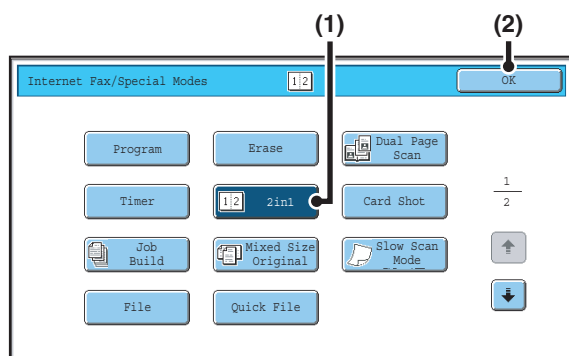 (1) (2)
Internet Fax/Special Modes 1 2 OK
Program Erase Dual Page
Scan
Timer 1 2 2in1 Card Shot
1
2
Job
Build
Mixed Size
Original
Slow Scan
Mode
File Quick File